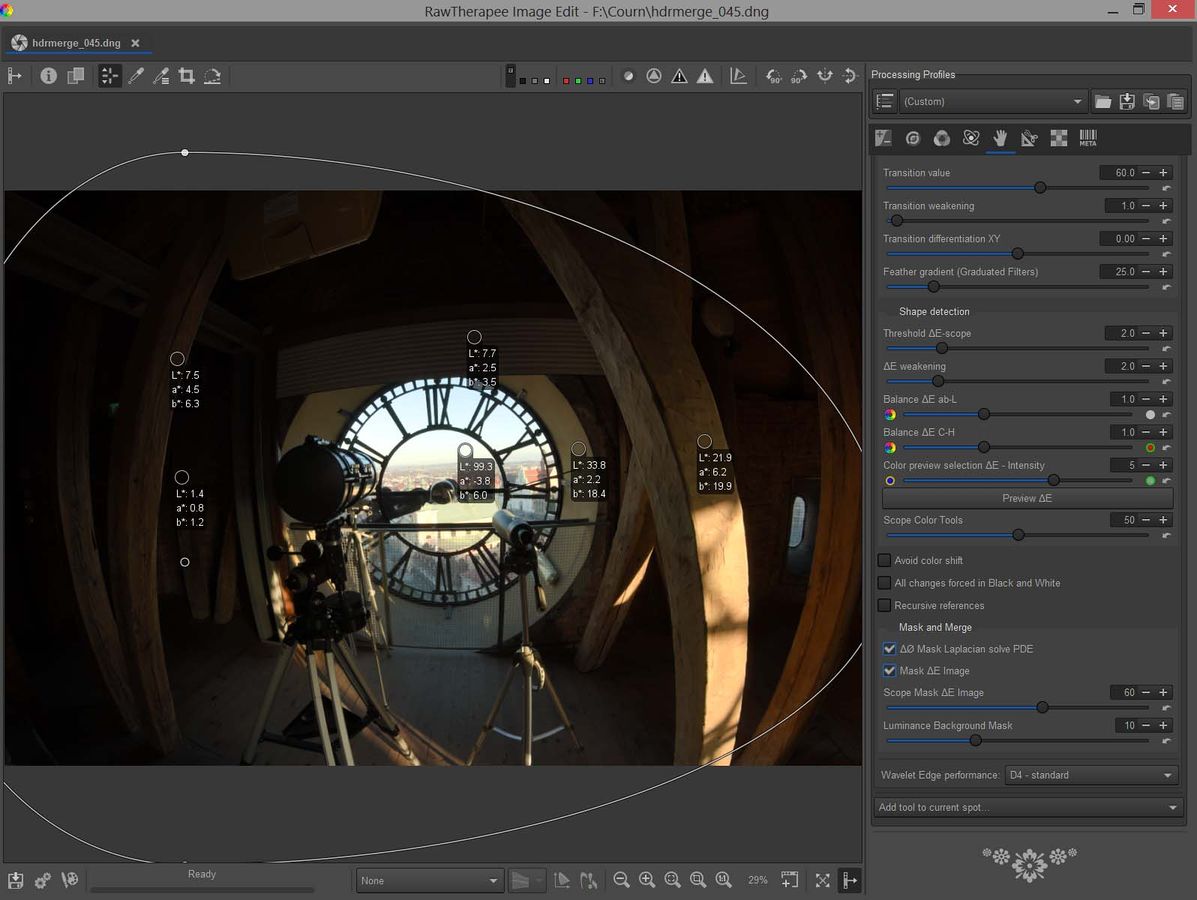 RawTherapee Image Edit - F:\Courn\hdrmerge_045.dng
hdrmerge_045.dng
90°
90°
Processing Profiles
(Custom)
META
Transition value 60.0
Transition weakening 1.0
Transition differentiation XY 0.00
Feather gradient (Graduated Filters) 25.0
Shape detection
Threshold ΔE-scope 2.0
ΔE weakening 2.0
Balance ΔE ab-L 1.0
Balance ΔE C-H 1.0
Color preview selection ΔE - Intensity 5
Preview ΔE
Scope Color Tools 50
Avoid color shift
All changes forced in Black and White
Recursive references
Mask and Merge
ΔØ Mask Laplacian solve PDE
Mask ΔE Image
Scope Mask ΔE Image 60
Luminance Background Mask 10
Wavelet Edge performance: D4 - standard
Add tool to current spot...
L*: 7.5
a*: 4.5
b*: 6.3
L*: 7.7
a*: 2.5
b*: 3.5
L*: 99.3
a*: -3.8
b*: 6.0
L*: 33.8
a*: 2.2
b*: 18.4
L*: 21.9
a*: 6.2
b*: 19.9
L*: 1.4
a*: 0.8
b*: 1.2
Ready
None
1:1
29%